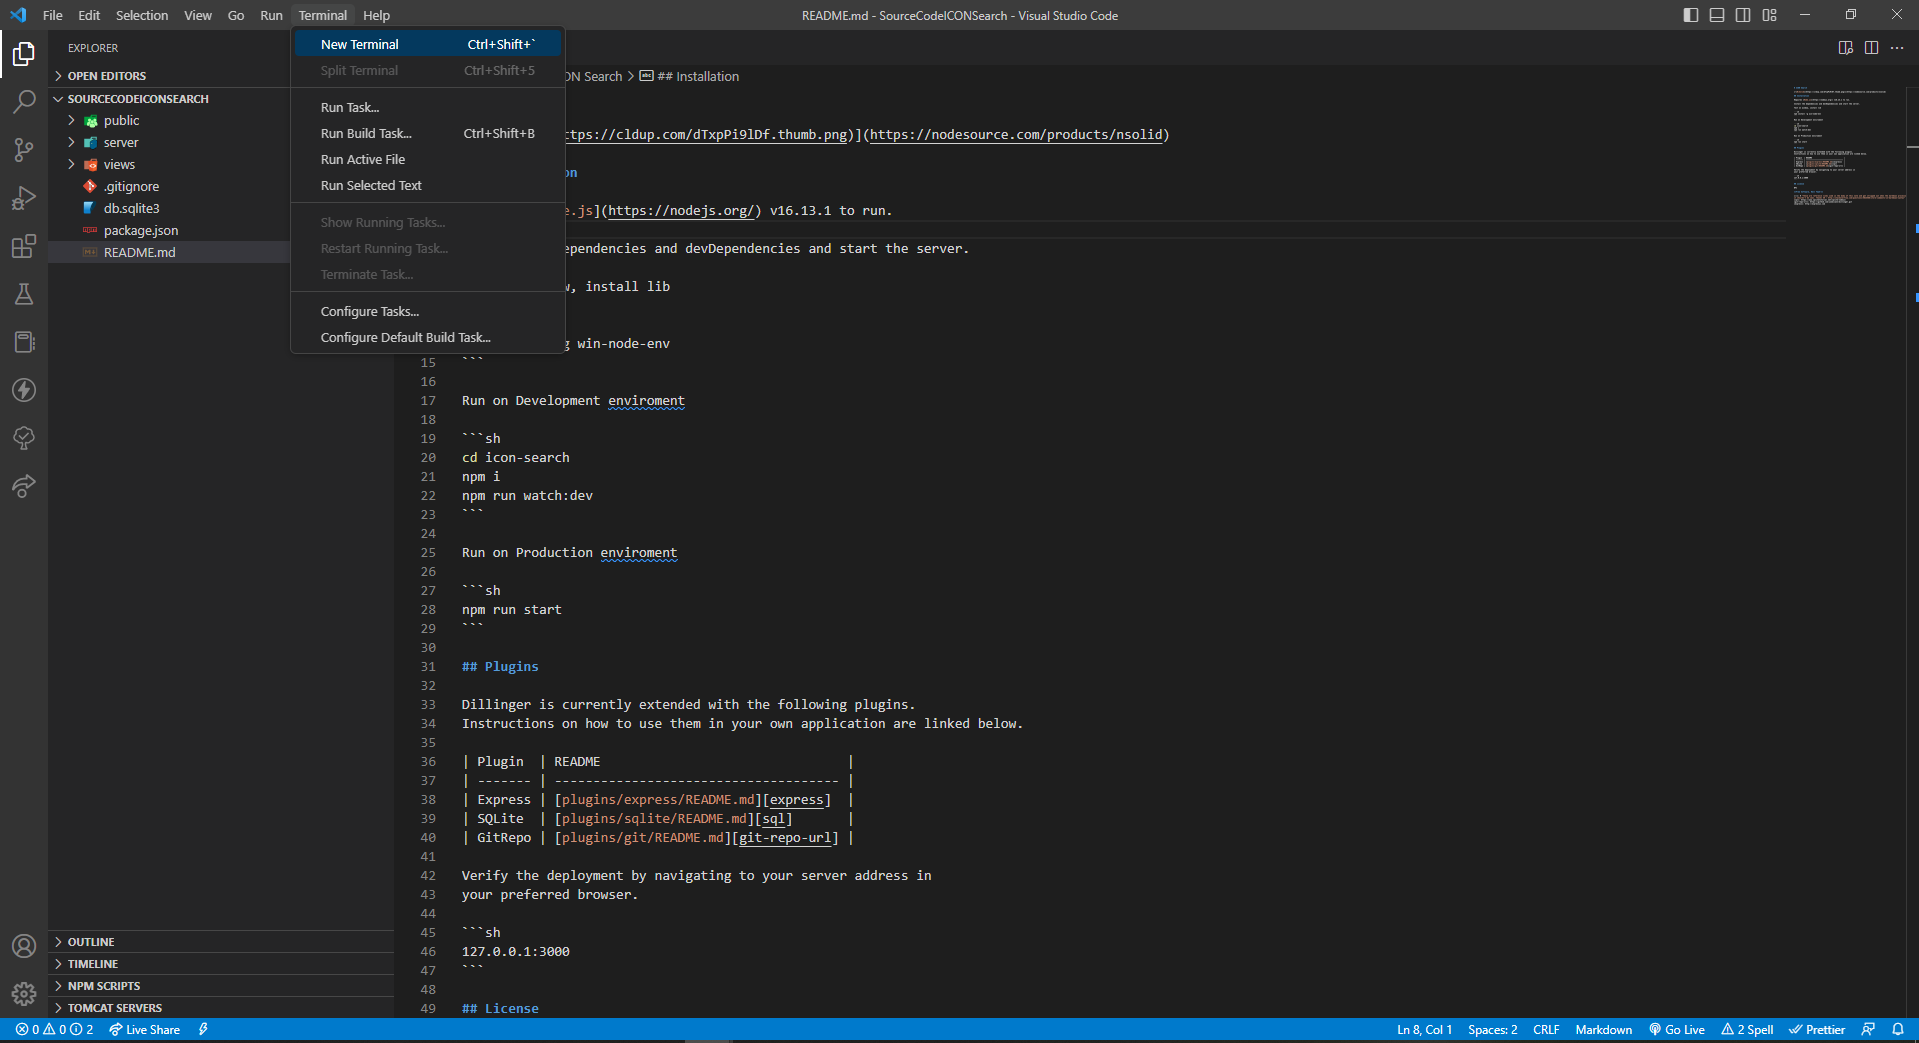 File Edit Selection View Go Run Terminal Help
README.md - SourceCodeICONSearch - Visual Studio Code
EXPLORER
OPEN EDITORS
SOURCECODEICONSEARCH
public
server
views
.gitignore
db.sqlite3
package.json
README.md
OUTLINE
TIMELINE
NPM SCRIPTS
TOMCAT SERVERS
New Terminal Ctrl+Shift+`
Split Terminal Ctrl+Shift+5
Run Task...
Run Build Task... Ctrl+Shift+B
Run Active File
Run Selected Text
Show Running Tasks...
Restart Running Task...
Terminate Task...
Configure Tasks...
Configure Default Build Task...
ON Search > ## Installation
ttps://cldup.com/dTxpPi9lDf.thumb.png)](https://nodesource.com/products/nsolid)
on
e.js](https://nodejs.org/) v16.13.1 to run.
ependencies and devDependencies and start the server.
w, install lib
g win-node-env
15 ```
16
17 Run on Development enviroment
18
19 ```sh
20 cd icon-search
21 npm i
22 npm run watch:dev
23 ```
24
25 Run on Production enviroment
26
27 ```sh
28 npm run start
29 ```
30
31 ## Plugins
32
33 Dillinger is currently extended with the following plugins.
34 Instructions on how to use them in your own application are linked below.
35
36 | Plugin | README |
37 | ------- | ------------------------------------- |
38 | Express | [plugins/express/README.md][express] |
39 | SQLite | [plugins/sqlite/README.md][sql] |
40 | GitRepo | [plugins/git/README.md][git-repo-url] |
41
42 Verify the deployment by navigating to your server address in
43 your preferred browser.
44
45 ```sh
46 127.0.0.1:3000
47 ```
48
49 ## License
0 0 2 Live Share
Ln 8, Col 1 Spaces: 2 CRLF Markdown Go Live 2 Spell Prettier